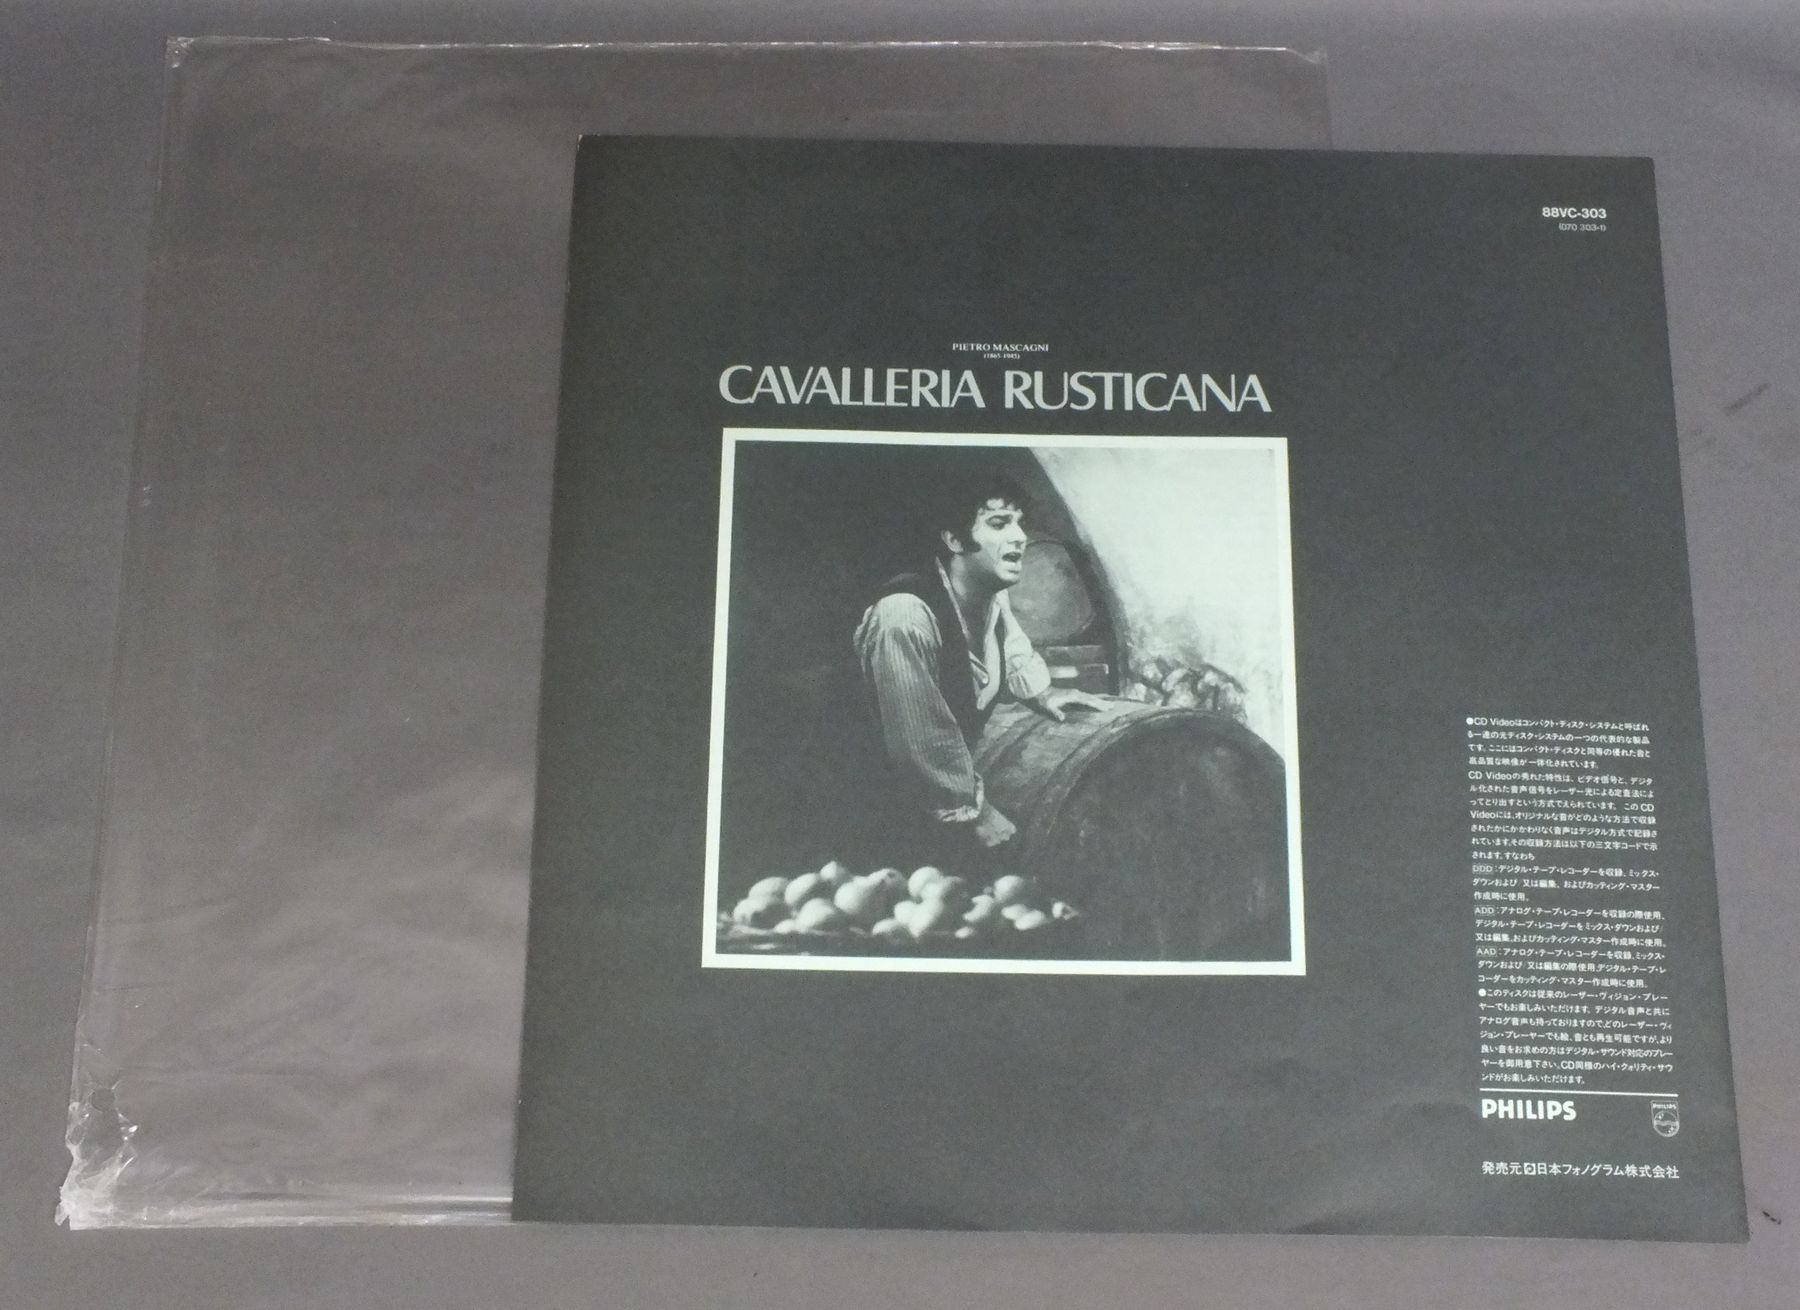 88VC-303
(070 303-1)
PIETRO MASCAGNI
(1865-1945)
CAVALLERIA RUSTICANA
●CD Videoはコンパクト・ディスク・システムと呼ばれ
る一連の光ディスク・システムの一つの代表的な製品
です。ここにはコンパクト・ディスクと同等の優れた音と
高品質な映像が一体化されています。
CD Videoの秀れた特性は、ビデオ信号と、デジタ
ル化された音声信号をレーザー光による走査法によ
ってとり出すという方式でえられています。このCD
Videoには、オリジナルな音がどのような方法で収録
されたかにかかわりなく音声はデジタル方式で記録さ
れています。その収録方法は以下の三文字コードで示
されます。すなわち
DDD:デジタル・テープ・レコーダーを収録、ミックス・
ダウンおよび/又は編集、およびカッティング・マスター
作成時に使用。
ADD:アナログ・テープ・レコーダーを収録の際使用、
デジタル・テープ・レコーダーをミックス・ダウンおよび/
又は編集、およびカッティング・マスター作成時に使用。
AAD:アナログ・テープ・レコーダーを収録、ミックス・
ダウンおよび/又は編集の際使用、デジタル・テープ・レ
コーダーをカッティング・マスター作成時に使用。
●このディスクは従来のレーザー・ヴィジョン・プレー
ヤーでもお楽しみいただけます。デジタル音声と共に
アナログ音声も持っておりますので、どのレーザー・ヴィ
ジョン・プレーヤーでも絵、音とも再生可能ですが、より
良い音をお求めの方はデジタル・サウンド対応のプレー
ヤーを御用意下さい。CD同様のハイ・クォリティ・サウ
ンドがお楽しみいただけます。
PHILIPS
PHILIPS
発売元 日本フォノグラム株式会社